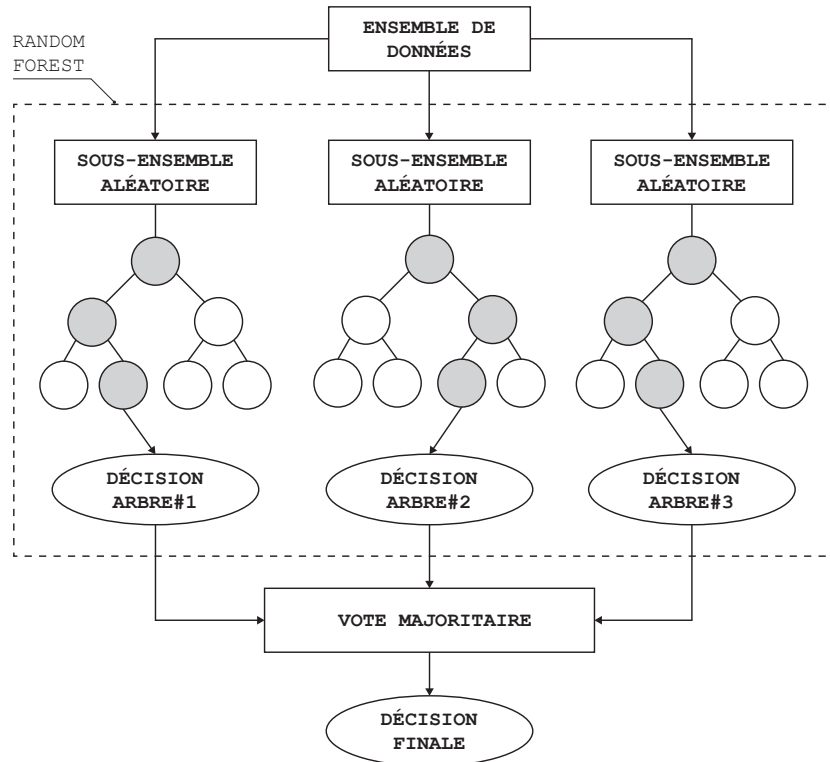 ENSEMBLE DE
DONNÉES
RANDOM
FOREST
SOUS-ENSEMBLE
ALÉATOIRE
SOUS-ENSEMBLE
ALÉATOIRE
SOUS-ENSEMBLE
ALÉATOIRE
DÉCISION
ARBRE#1
DÉCISION
ARBRE#2
DÉCISION
ARBRE#3
VOTE MAJORITAIRE
DÉCISION
FINALE